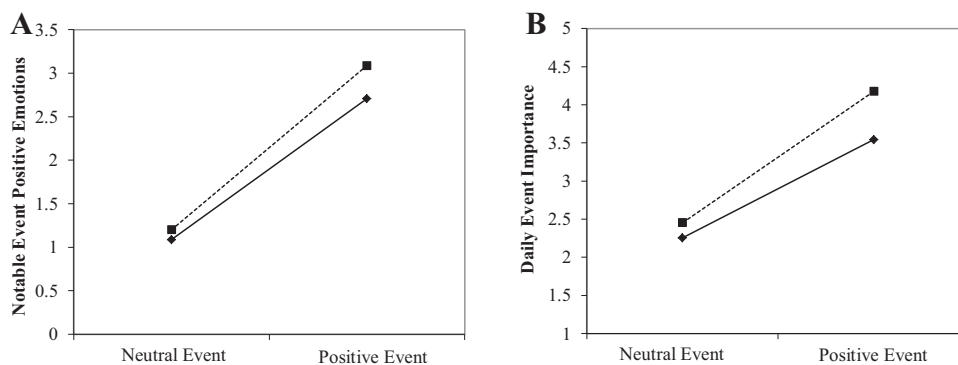 A
Notable Event Positive Emotions
3.5
3
2.5
2
1.5
1
0.5
0
Neutral Event Positive Event
B
Daily Event Importance
5
4.5
4
3.5
3
2.5
2
1.5
1
Neutral Event Positive Event